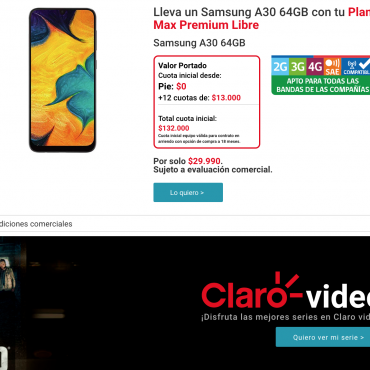 Lleva un Samsung A30 64GB con tu Plan
Max Premium Libre
Samsung A30 64GB
Valor Portado
Cuota inicial desde:
Pie: $0
+12 cuotas de: $13.000
Total cuota inicial:
$132.000
Cuota inicial equipo válida para contrato en
arriendo con opción de compra a 18 meses.
2G 3G 4G SAE COMPATIBLE
APTO PARA TODAS LAS
BANDAS DE LAS COMPAÑÍAS
Por solo $29.990.
Sujeto a evaluación comercial.
Lo quiero >
diciones comerciales
Claro video
¡Disfruta las mejores series en Claro vide
Quiero ver mi serie >